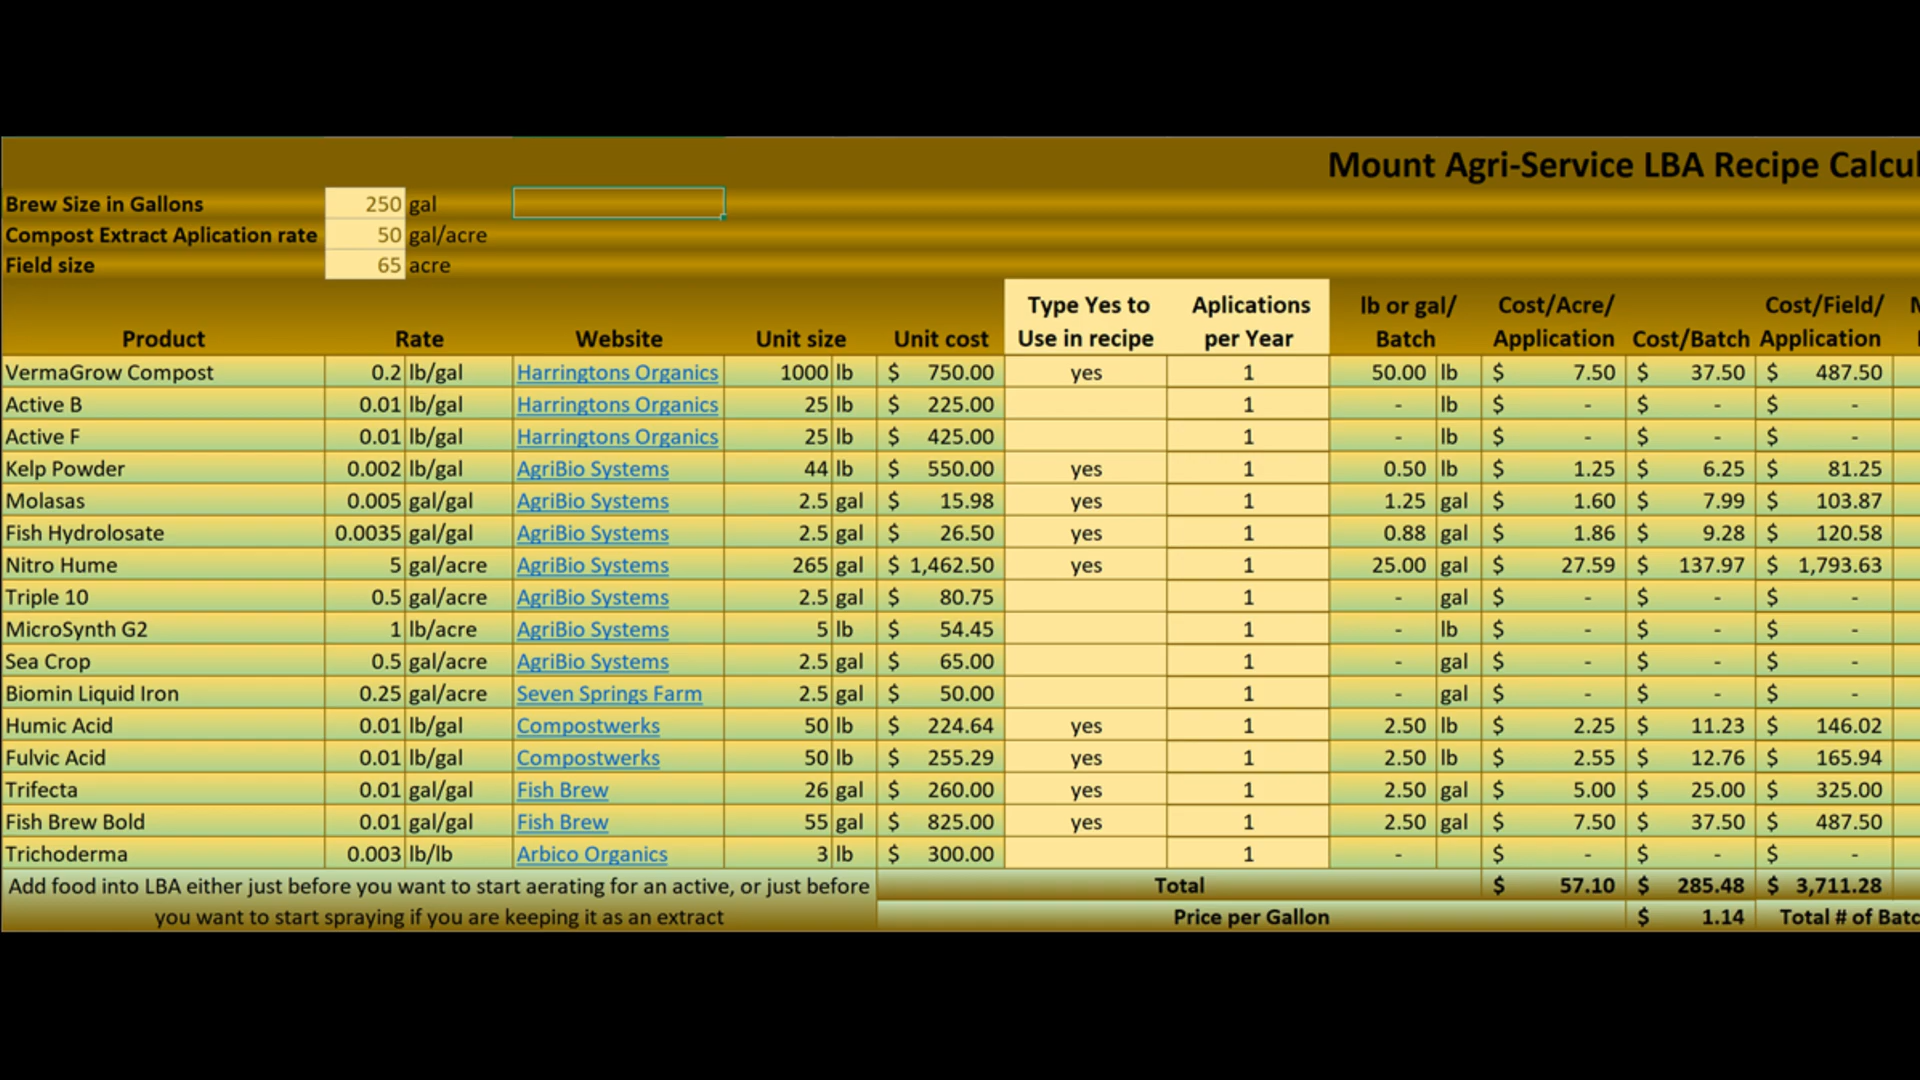 Mount Agri-Service LBA Recipe Calcul
Brew Size in Gallons 250 gal
Compost Extract Aplication rate 50 gal/acre
Field size 65 acre
Type Yes to Aplications lb or gal/ Cost/Acre/ Cost/Field/
Product Rate Website Unit size Unit cost Use in recipe per Year Batch Application Cost/Batch Application
VermaGrow Compost 0.2 lb/gal Harringtons Organics 1000 lb $ 750.00 yes 1 50.00 lb $ 7.50 $ 37.50 $ 487.50
Active B 0.01 lb/gal Harringtons Organics 25 lb $ 225.00 1 - lb $ - $ - $ -
Active F 0.01 lb/gal Harringtons Organics 25 lb $ 425.00 1 - lb $ - $ - $ -
Kelp Powder 0.002 lb/gal AgriBio Systems 44 lb $ 550.00 yes 1 0.50 lb $ 1.25 $ 6.25 $ 81.25
Molasas 0.005 gal/gal AgriBio Systems 2.5 gal $ 15.98 yes 1 1.25 gal $ 1.60 $ 7.99 $ 103.87
Fish Hydrolosate 0.0035 gal/gal AgriBio Systems 2.5 gal $ 26.50 yes 1 0.88 gal $ 1.86 $ 9.28 $ 120.58
Nitro Hume 5 gal/acre AgriBio Systems 265 gal $ 1,462.50 yes 1 25.00 gal $ 27.59 $ 137.97 $ 1,793.63
Triple 10 0.5 gal/acre AgriBio Systems 2.5 gal $ 80.75 1 - gal $ - $ - $ -
MicroSynth G2 1 lb/acre AgriBio Systems 5 lb $ 54.45 1 - lb $ - $ - $ -
Sea Crop 0.5 gal/acre AgriBio Systems 2.5 gal $ 65.00 1 - gal $ - $ - $ -
Biomin Liquid Iron 0.25 gal/acre Seven Springs Farm 2.5 gal $ 50.00 1 - gal $ - $ - $ -
Humic Acid 0.01 lb/gal Compostwerks 50 lb $ 224.64 yes 1 2.50 lb $ 2.25 $ 11.23 $ 146.02
Fulvic Acid 0.01 lb/gal Compostwerks 50 lb $ 255.29 yes 1 2.50 lb $ 2.55 $ 12.76 $ 165.94
Trifecta 0.01 gal/gal Fish Brew 26 gal $ 260.00 yes 1 2.50 gal $ 5.00 $ 25.00 $ 325.00
Fish Brew Bold 0.01 gal/gal Fish Brew 55 gal $ 825.00 yes 1 2.50 gal $ 7.50 $ 37.50 $ 487.50
Trichoderma 0.003 lb/lb Arbico Organics 3 lb $ 300.00 1 - $ - $ - $ -
Add food into LBA either just before you want to start aerating for an active, or just before Total $ 57.10 $ 285.48 $ 3,711.28
you want to start spraying if you are keeping it as an extract Price per Gallon $ 1.14 Total # of Batc